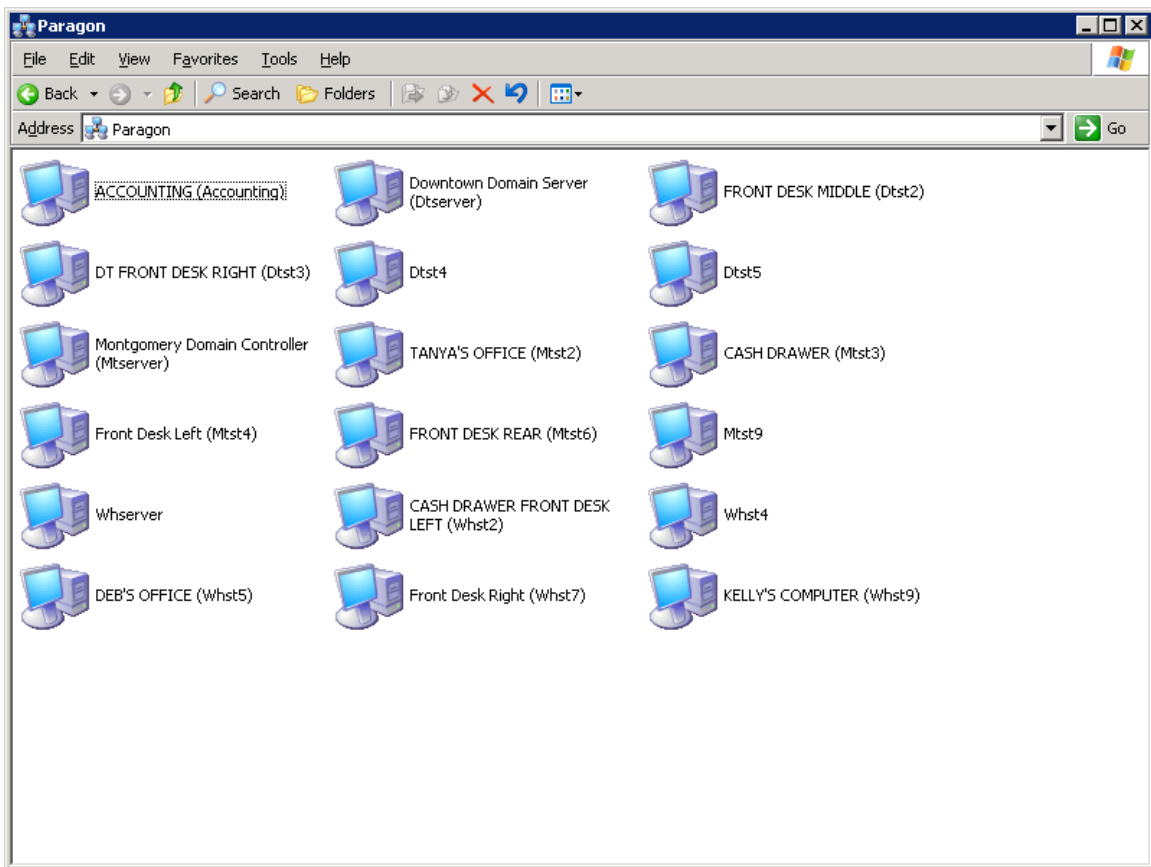 Paragon
File Edit View Favorites Tools Help
Back Search Folders
Address Paragon Go
ACCOUNTING (Accounting)
Downtown Domain Server
(Dtserver)
FRONT DESK MIDDLE (Dtst2)
DT FRONT DESK RIGHT (Dtst3)
Dtst4
Dtst5
Montgomery Domain Controller
(Mtserver)
TANYA'S OFFICE (Mtst2)
CASH DRAWER (Mtst3)
Front Desk Left (Mtst4)
FRONT DESK REAR (Mtst6)
Mtst9
Whserver
CASH DRAWER FRONT DESK
LEFT (Whst2)
Whst4
DEB'S OFFICE (Whst5)
Front Desk Right (Whst7)
KELLY'S COMPUTER (Whst9)